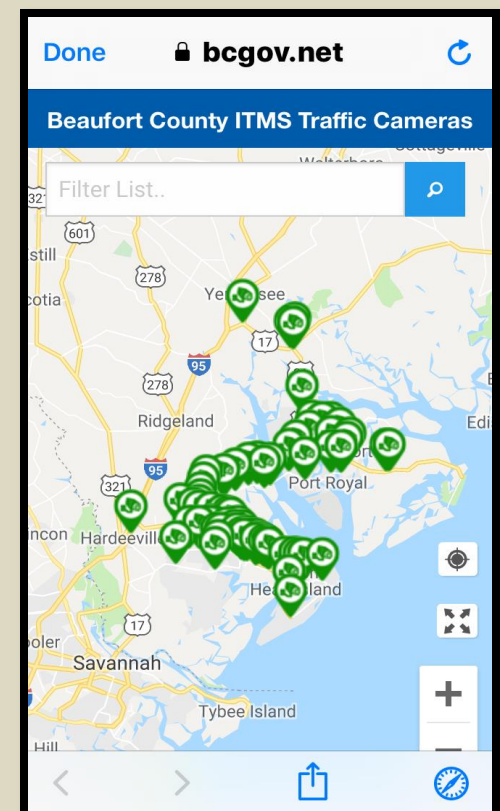 Done
bcgov.net
Beaufort County ITMS Traffic Cameras
Filter List..
601
278
17
95
278
Ridgeland
95
321
Port Royal
Hardeeville
17
Savannah
Tybee Island
Hill